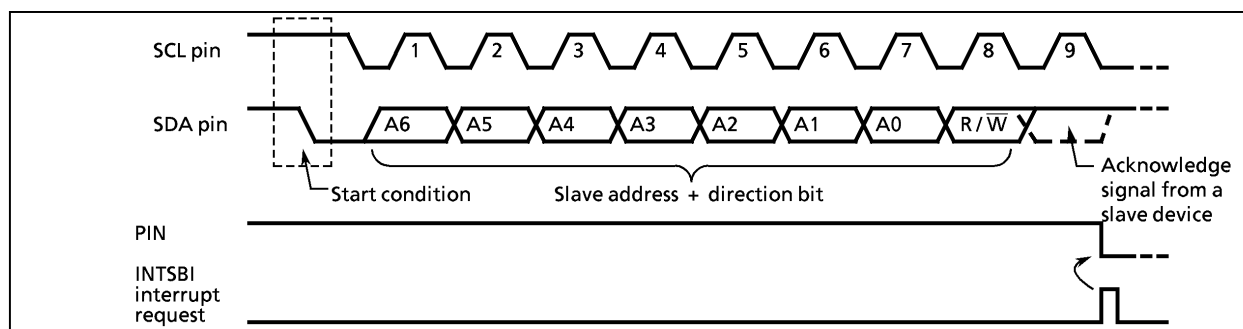 SCL pin
1 2 3 4 5 6 7 8 9
SDA pin
A6 A5 A4 A3 A2 A1 A0 R / W̅
Start condition
Slave address + direction bit
Acknowledge
signal from a
slave device
PIN
INTSBI
interrupt
request